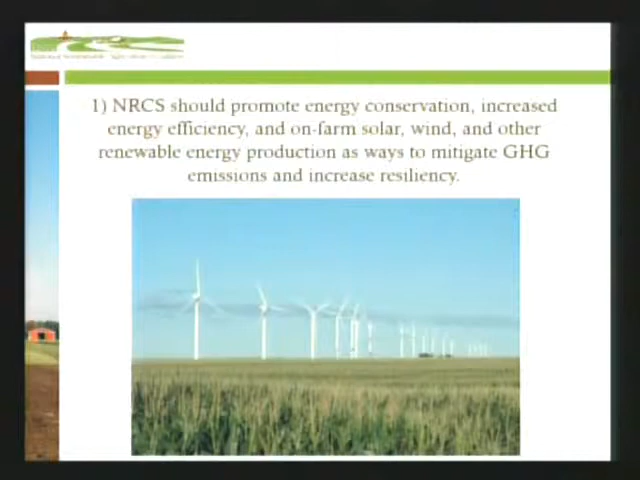 1) NRCS should promote energy conservation, increased
energy efficiency, and on-farm solar, wind, and other
renewable energy production as ways to mitigate GHG
emissions and increase resiliency.